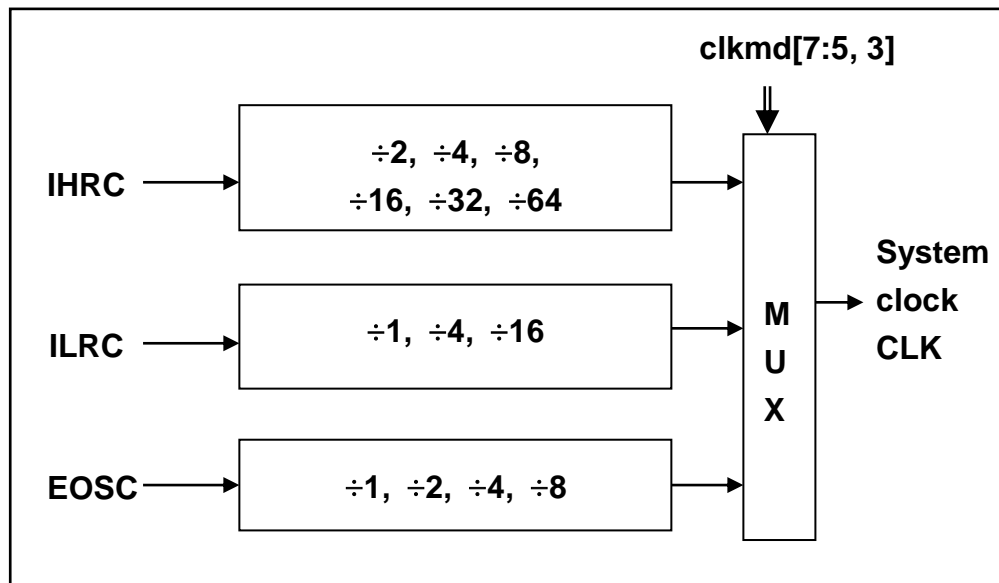 clkmd[7:5, 3]
IHRC
÷2, ÷4, ÷8,
÷16, ÷32, ÷64
ILRC
÷1, ÷4, ÷16
EOSC
÷1, ÷2, ÷4, ÷8
M
U
X
System
clock
CLK